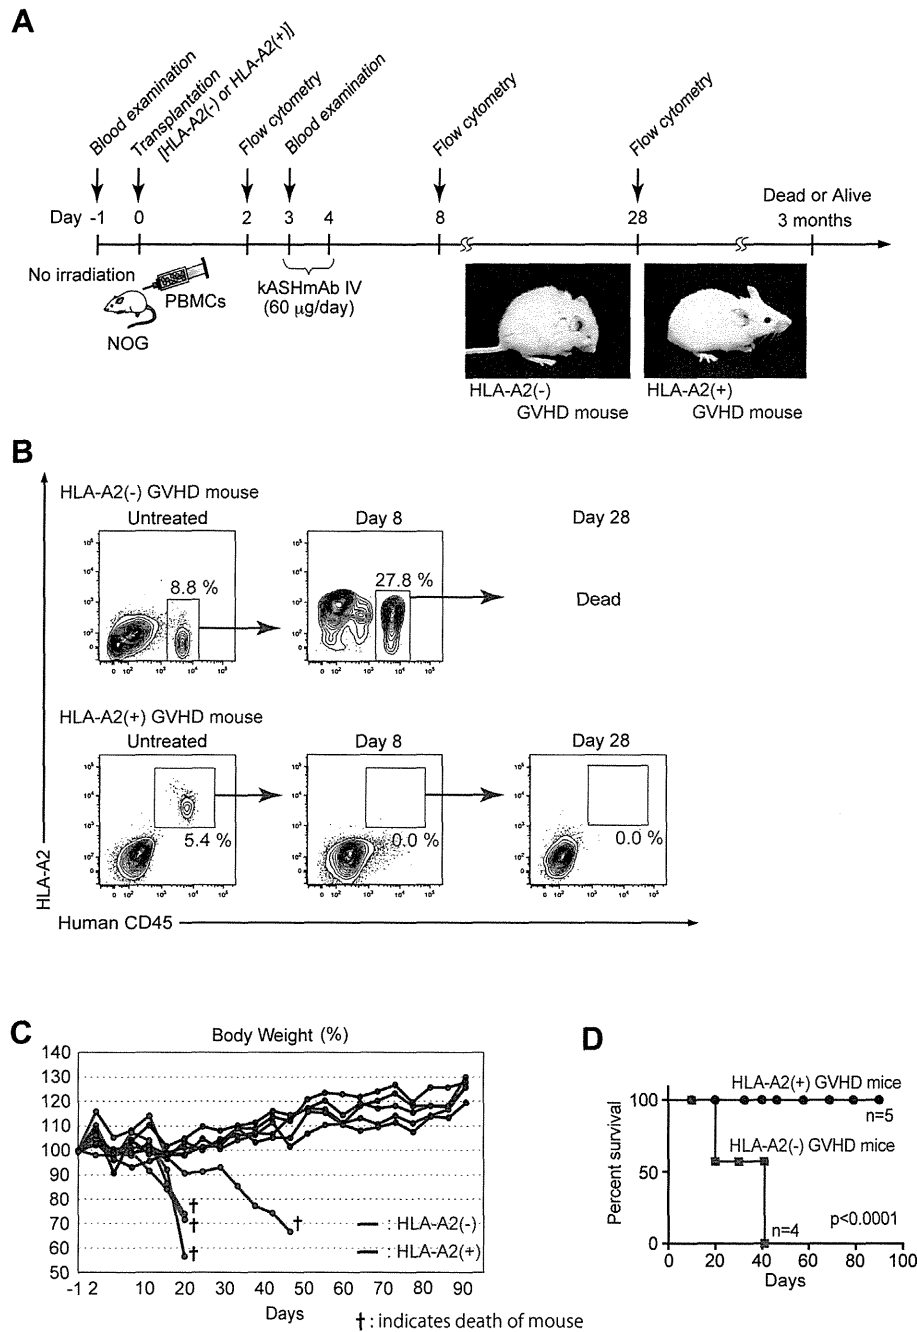 A
Blood examination
Transplantation
[HLA-A2(-) or HLA-A2(+)]
Flow cytometry
Blood examination
Flow cytometry
Flow cytometry
Dead or Alive
3 months
Day -1 0 2 3 4 8 28
No irradiation
PBMCs
NOG
kASHmAb IV
(60 µg/day)
HLA-A2(-)
GVHD mouse
HLA-A2(+)
GVHD mouse
B
HLA-A2(-) GVHD mouse
Untreated Day 8 Day 28
8.8 %
27.8 %
Dead
HLA-A2(+) GVHD mouse
Untreated Day 8 Day 28
5.4 %
0.0 %
0.0 %
HLA-A2
Human CD45
C
Body Weight (%)
140
130
120
110
100
90
80
70
60
50
-1 2 10 20 30 40 50 60 70 80 90
Days
: HLA-A2(-)
: HLA-A2(+)
† : indicates death of mouse
D
HLA-A2(+) GVHD mice
n=5
HLA-A2(-) GVHD mice
n=4
p<0.0001
Percent survival
100
50
0
0 20 40 60 80 100
Days